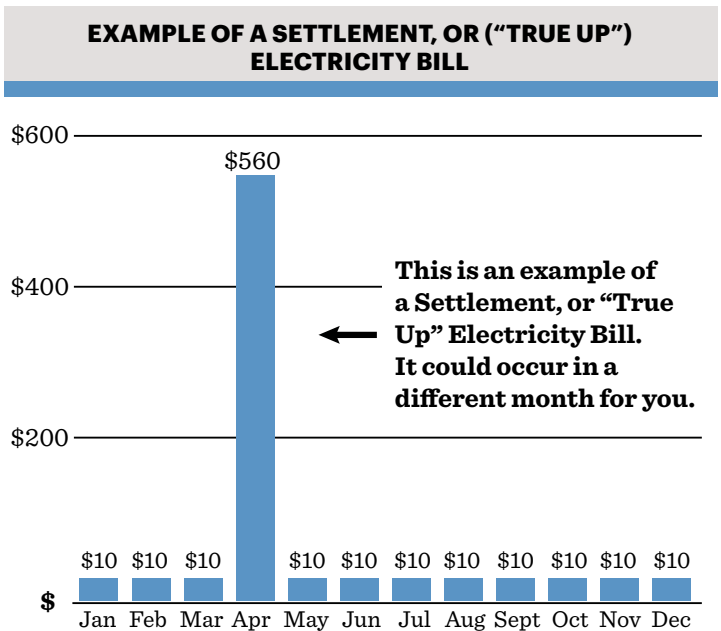 EXAMPLE OF A SETTLEMENT, OR (“TRUE UP”)
ELECTRICITY BILL
$600
$560
$400
This is an example of
a Settlement, or “True
Up” Electricity Bill.
It could occur in a
different month for you.
$200
$10 $10 $10 $10 $10 $10 $10 $10 $10 $10 $10
$
Jan Feb Mar Apr May Jun Jul Aug Sept Oct Nov Dec